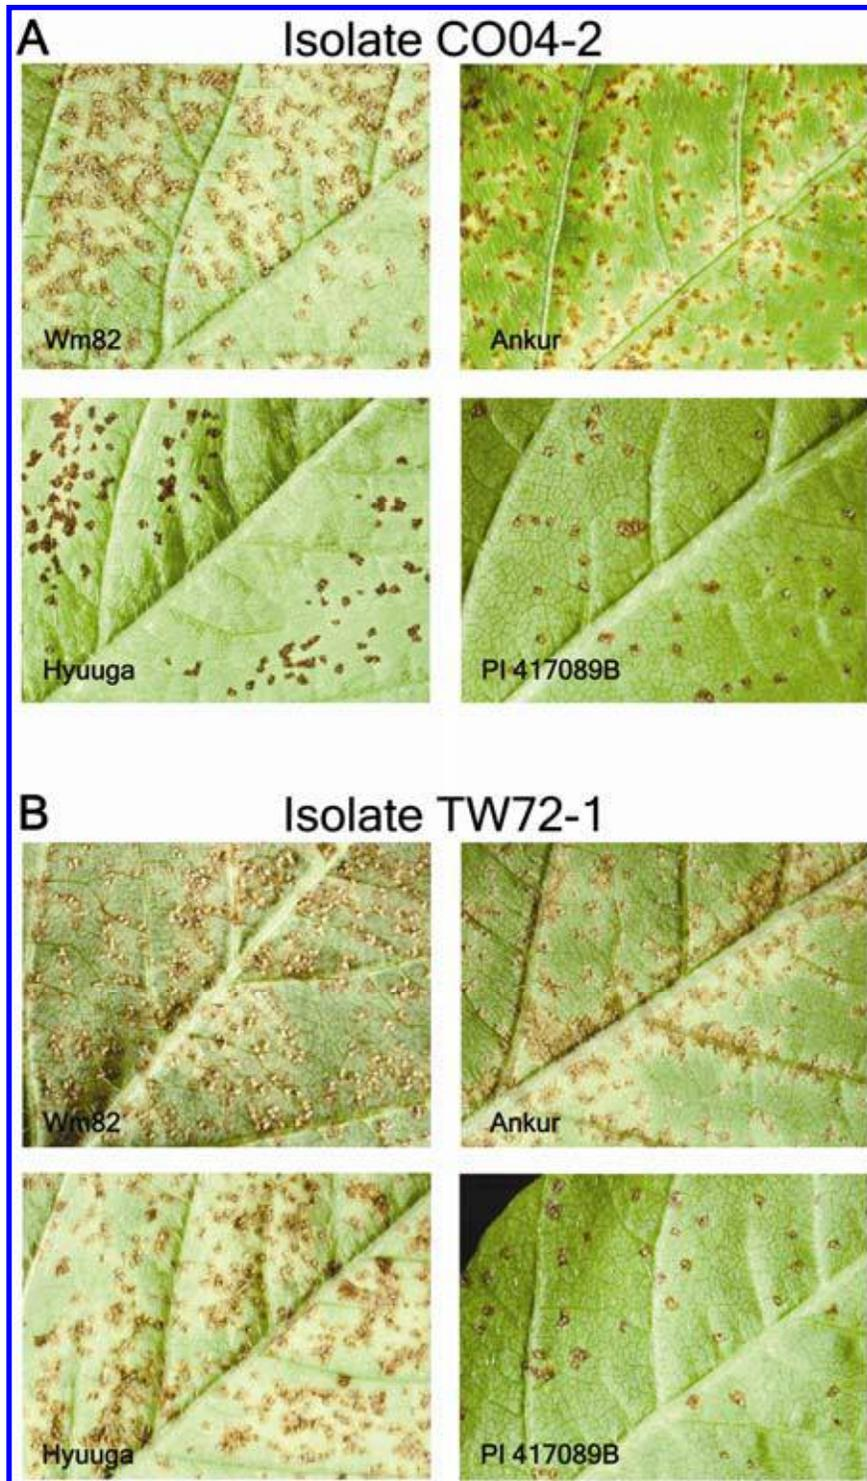 A
Isolate CO04-2
Wm82
Ankur
Hyuuga
PI 417089B
B
Isolate TW72-1
Wm82
Ankur
Hyuuga
PI 417089B